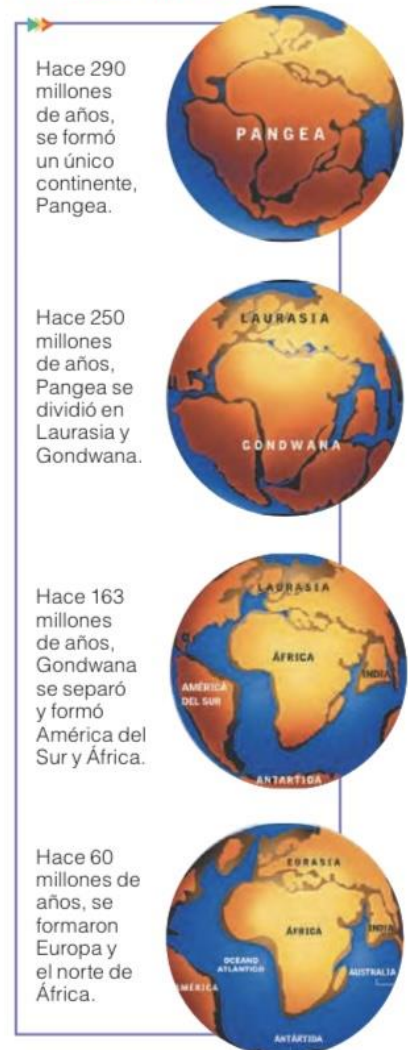 Hace 290
millones
de años,
se formó
un único
continente,
Pangea.
PANGEA
Hace 250
millones
de años,
Pangea se
dividió en
Laurasia y
Gondwana.
LAURASIA
GONDWANA
Hace 163
millones
de años,
Gondwana
se separó
y formó
América del
Sur y África.
LAURASIA
ÁFRICA
INDIA
AMÉRICA
DEL SUR
ANTÁRTIDA
Hace 60
millones de
años, se
formaron
Europa y
el norte de
África.
EURASIA
ÁFRICA
INDIA
OCEANO
ATLÁNTICO
AUSTRALIA
AMÉRICA
ANTÁRTIDA